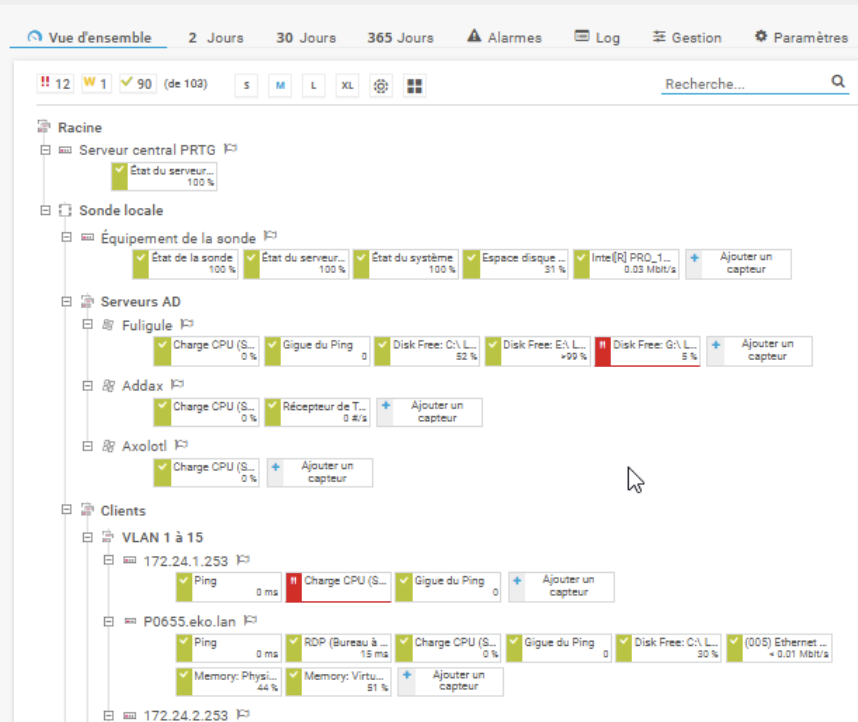 Vue d'ensemble 2 Jours 30 Jours 365 Jours Alarmes Log Gestion Paramètres
!! 12 W 1 90 (de 103) S M L XL Recherche...
Racine
Serveur central PRTG
État du serveur...
100 %
Sonde locale
Équipement de la sonde
État de la sonde État du serveur... État du système Espace disque ... Intel[R] PRO_1... + Ajouter un
100 % 100 % 100 % 31 % 0.03 Mbit/s capteur
Serveurs AD
Fuligule
Charge CPU (S... Gigue du Ping Disk Free: C:\ L... Disk Free: E:\ L... !! Disk Free: G:\ L... + Ajouter un
0 % 0 52 % >99 % 5 % capteur
Addax
Charge CPU (S... Récepteur de T... + Ajouter un
0 % 0 #/s capteur
Axolotl
Charge CPU (S... + Ajouter un
0 % capteur
Clients
VLAN 1 à 15
172.24.1.253
Ping !! Charge CPU (S... Gigue du Ping + Ajouter un
0 ms 0 capteur
P0655.eko.lan
Ping RDP (Bureau à ... Charge CPU (S... Gigue du Ping Disk Free: C:\ L... (005) Ethernet ...
0 ms 15 ms 0 % 0 30 % < 0.01 Mbit/s
Memory: Physi... Memory: Virtu... + Ajouter un
44 % 51 % capteur
172.24.2.253